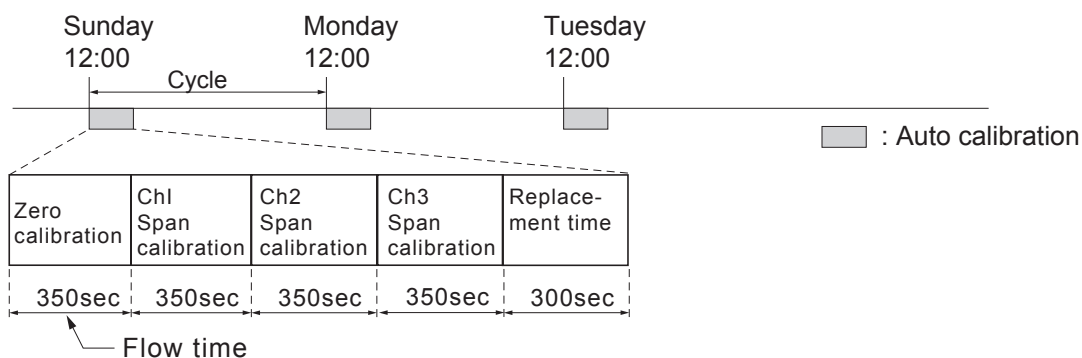 Sunday
12:00
Monday
12:00
Tuesday
12:00
Cycle
: Auto calibration
Zero
calibration
Ch1
Span
calibration
Ch2
Span
calibration
Ch3
Span
calibration
Replace-
ment time
350sec
350sec
350sec
350sec
300sec
Flow time